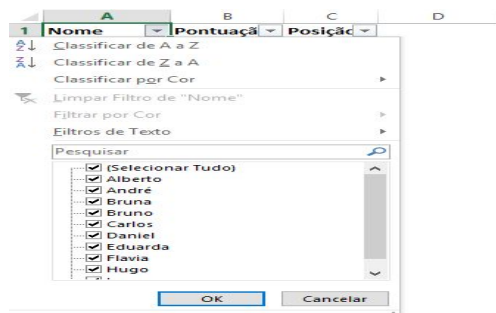 A B C D
1 Nome Pontuaçã Posiçãc
Classificar de A a Z
Classificar de Z a A
Classificar por Cor
Limpar Filtro de "Nome"
Filtrar por Cor
Filtros de Texto
Pesquisar
(Selecionar Tudo)
Alberto
André
Bruna
Bruno
Carlos
Daniel
Eduarda
Flavia
Hugo
OK Cancelar